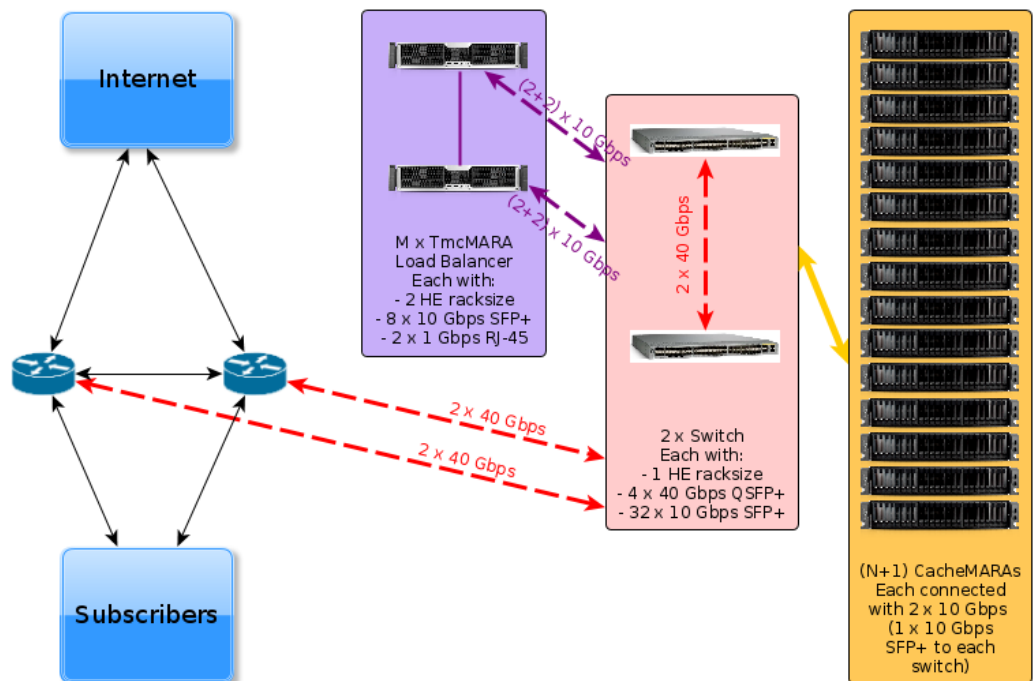 Internet
(2+2) x 10 Gbps
(2+2) x 10 Gbps
M x TmcMARA
Load Balancer
Each with:
- 2 HE racksize
- 8 x 10 Gbps SFP+
- 2 x 1 Gbps RJ-45
2 x 40 Gbps
2 x 40 Gbps
2 x 40 Gbps
2 x Switch
Each with:
- 1 HE racksize
- 4 x 40 Gbps QSFP+
- 32 x 10 Gbps SFP+
Subscribers
(N+1) CacheMARAs
Each connected
with 2 x 10 Gbps
(1 x 10 Gbps
SFP+ to each
switch)